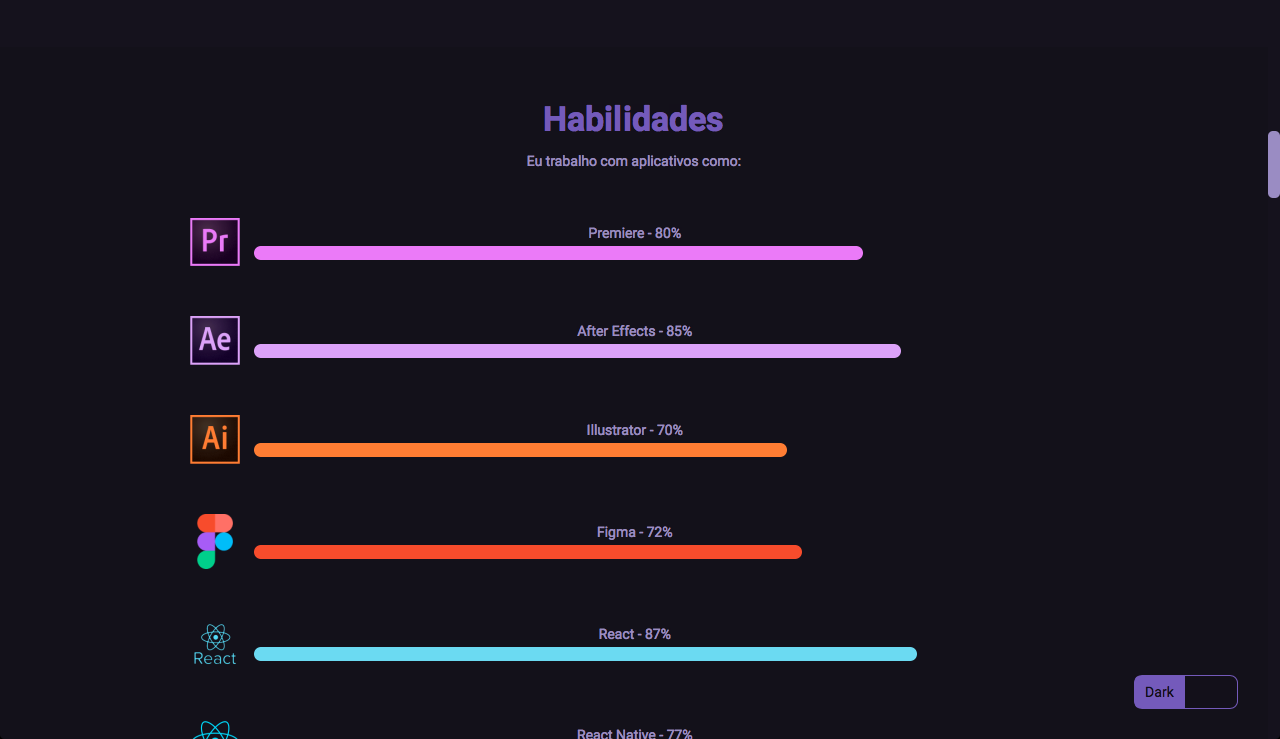 Habilidades
Eu trabalho com aplicativos como:
Pr
Premiere - 80%
Ae
After Effects - 85%
Ai
Illustrator - 70%
Figma - 72%
React - 87%
React
Dark
React Native - 77%